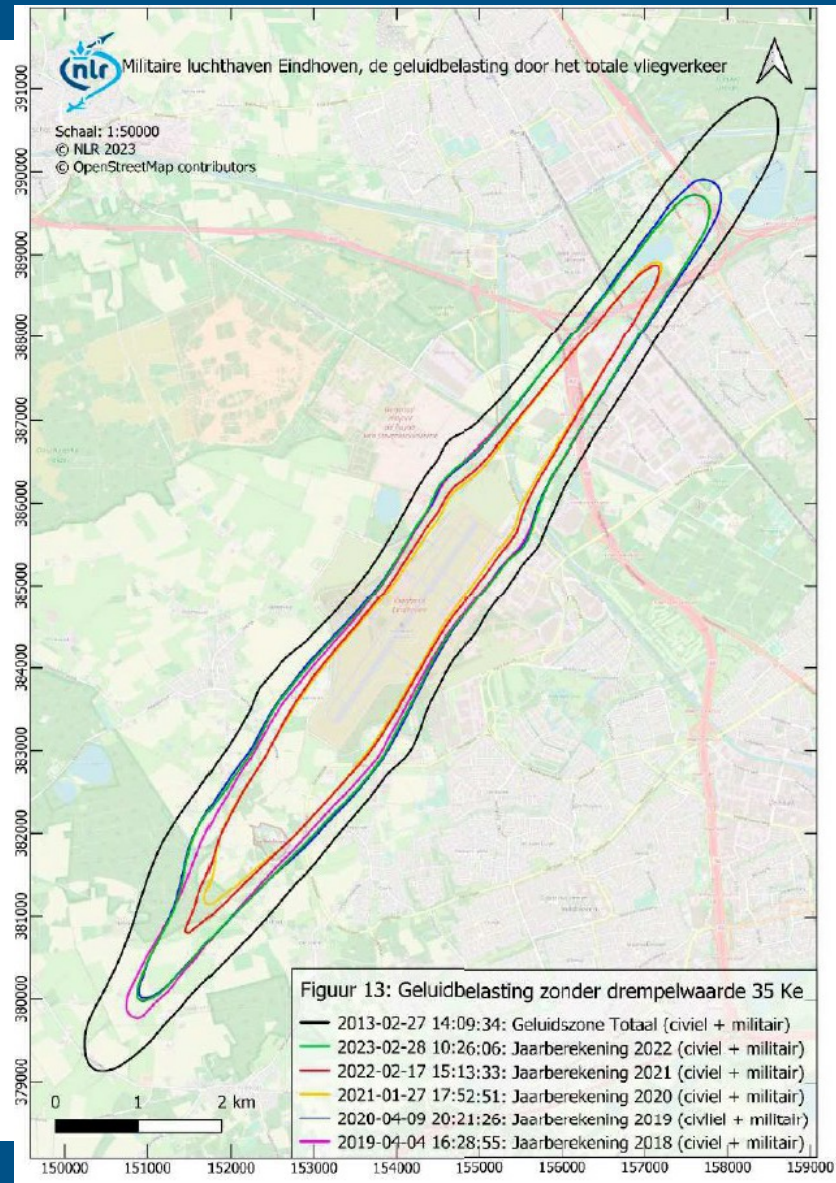 nlr
Militaire luchthaven Eindhoven, de geluidbelasting door het totale vliegverkeer
Schaal: 1:50000
© NLR 2023
© OpenStreetMap contributors
391000
390000
389000
388000
387000
386000
385000
384000
383000
382000
381000
380000
379000
0 1 2 km
Figuur 13: Geluidbelasting zonder drempelwaarde 35 Ke
2013-02-27 14:09:34: Geluidszone Totaal (civiel + militair)
2023-02-28 10:26:06: Jaarberekening 2022 (civiel + militair)
2022-02-17 15:13:33: Jaarberekening 2021 (civiel + militair)
2021-01-27 17:52:51: Jaarberekening 2020 (civiel + militair)
2020-04-09 20:21:26: Jaarberekening 2019 (civliel + militair)
2019-04-04 16:28:55: Jaarberekening 2018 (civiel + militair)
150000 151000 152000 153000 154000 155000 156000 157000 158000 159000